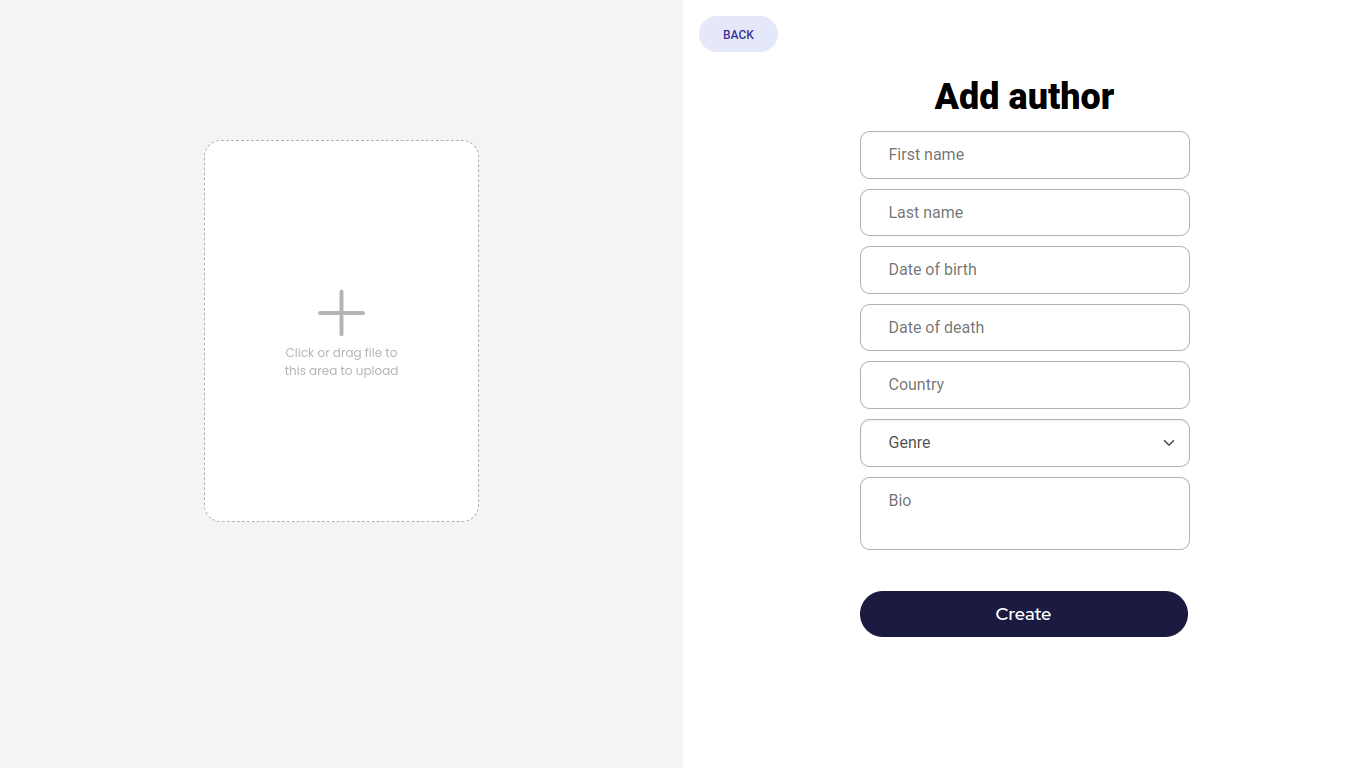 Click or drag file to
this area to upload
BACK
Add author
First name
Last name
Date of birth
Date of death
Country
Genre
Bio
Create